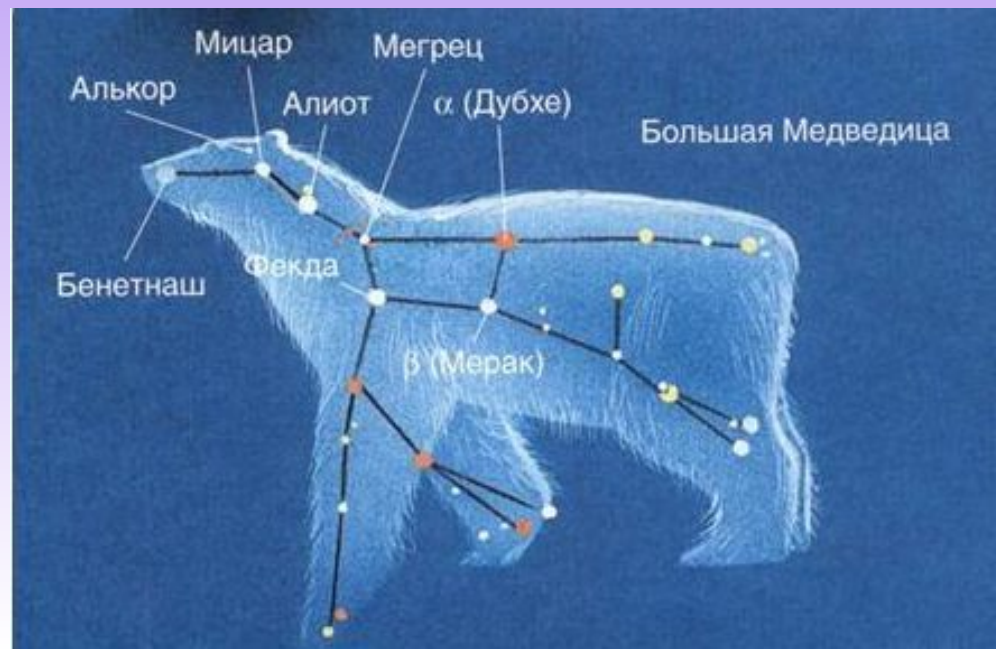 Мицар
Мегрец
Алькор
Алиот
α (Дубхе)
Большая Медведица
Фекда
Бенетнаш
β (Мерак)